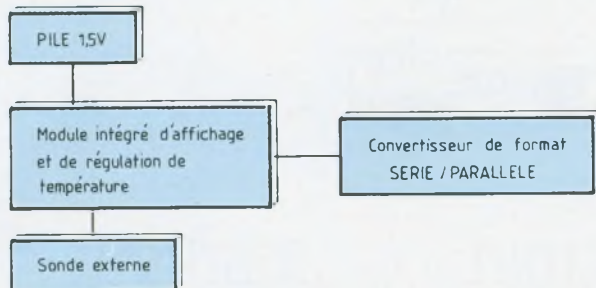 PILE 1,5V
Module intégré d'affichage
et de régulation de
température
Convertisseur de format
SERIE / PARALLELE
Sonde externe